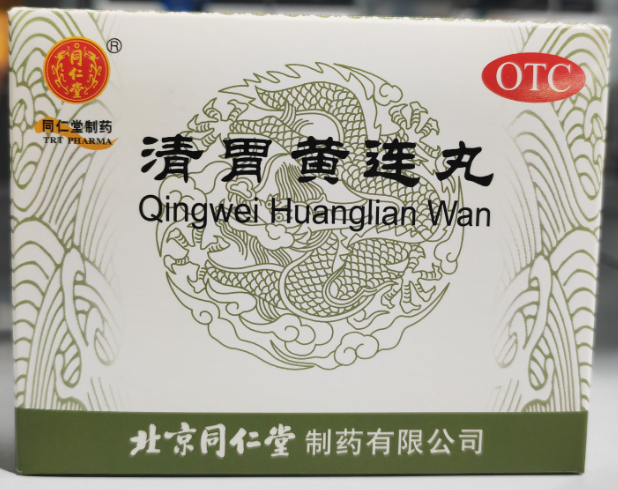 同仁堂
®
同仁堂制药
TRT PHARMA
OTC
清胃黄连丸
Qingwei Huanglian Wan
北京同仁堂 制药有限公司